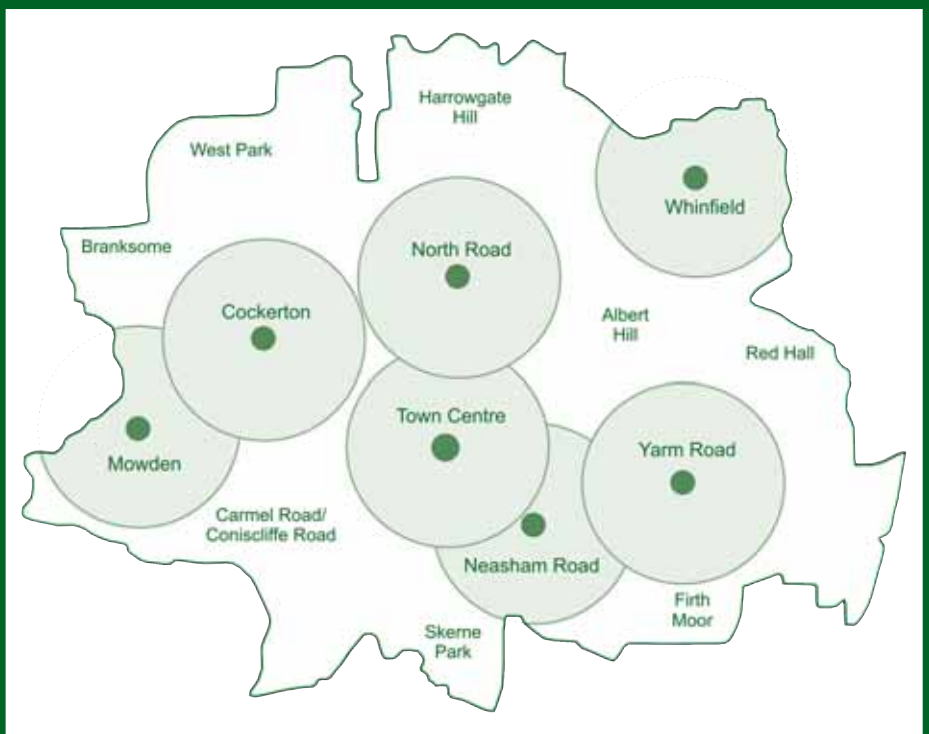 Harrowgate
Hill
West Park
Whinfield
Branksome
North Road
Cockerton
Albert
Hill
Red Hall
Town Centre
Yarm Road
Mowden
Carmel Road/
Coniscliffe Road
Neasham Road
Firth
Moor
Skerne
Park